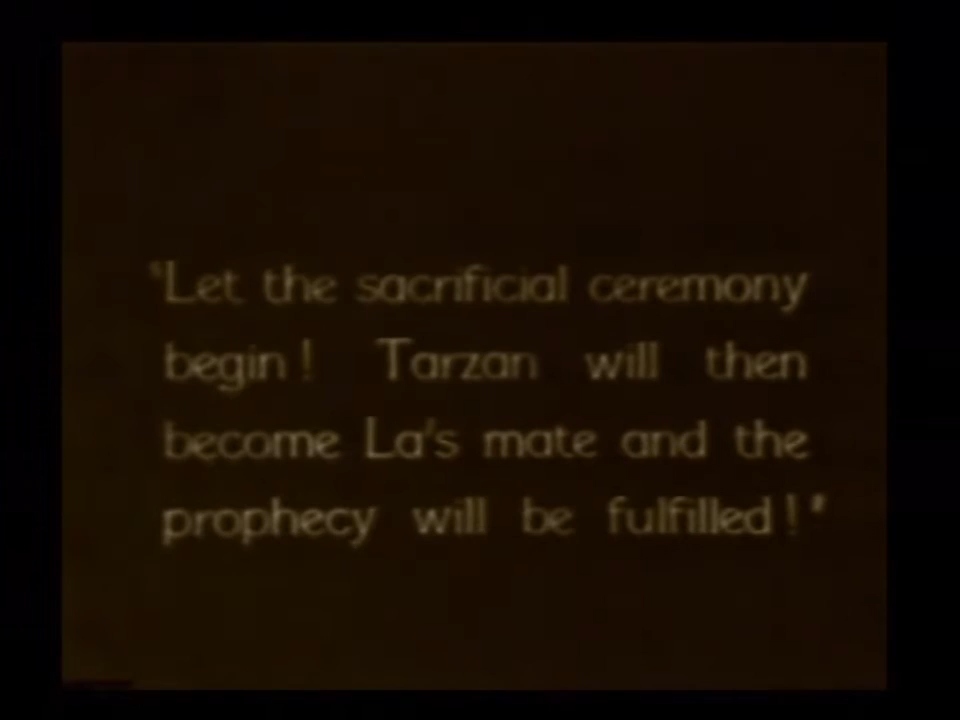 "Let the sacrificial ceremony
begin! Tarzan will then
become La's mate and the
prophecy will be fulfilled!"